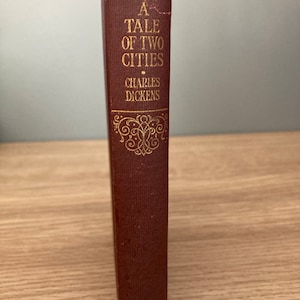 A
TALE
OF TWO
CITIES
•
CHARLES
DICKENS